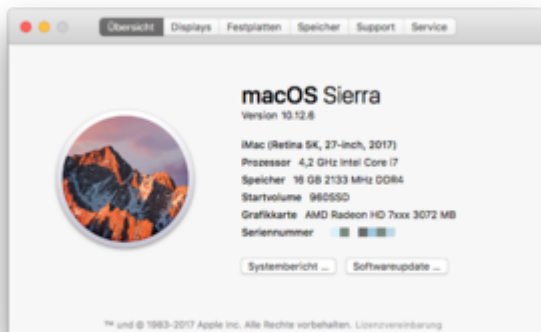 Übersicht Displays Festplatten Speicher Support Service
macOS Sierra
Version 10.12.6
iMac (Retina 5K, 27-inch, 2017)
Prozessor 4,2 GHz Intel Core i7
Speicher 16 GB 2133 MHz DDR4
Startvolume 960SSD
Grafikkarte AMD Radeon HD 7xxx 3072 MB
Seriennummer
Systembericht ... Softwareupdate ...
™ und © 1983-2017 Apple Inc. Alle Rechte vorbehalten. Lizenzvereinbarung